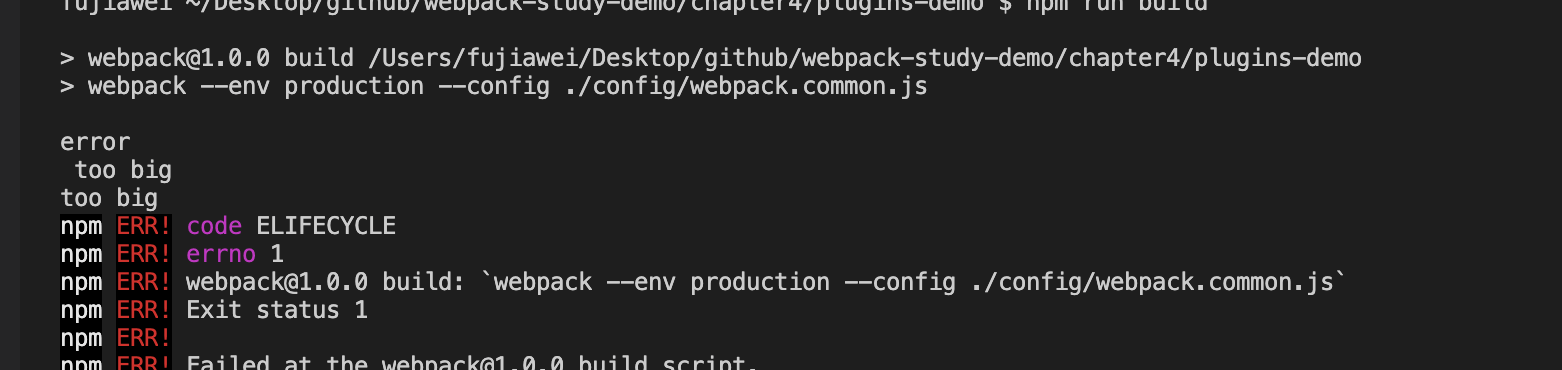 fujiawei ~/Desktop/github/webpack-study-demo/chapter4/plugins-demo $ npm run build
> webpack@1.0.0 build /Users/fujiawei/Desktop/github/webpack-study-demo/chapter4/plugins-demo
> webpack --env production --config ./config/webpack.common.js
error
too big
too big
npm ERR! code ELIFECYCLE
npm ERR! errno 1
npm ERR! webpack@1.0.0 build: `webpack --env production --config ./config/webpack.common.js`
npm ERR! Exit status 1
npm ERR!
npm ERR! Failed at the webpack@1.0.0 build script.